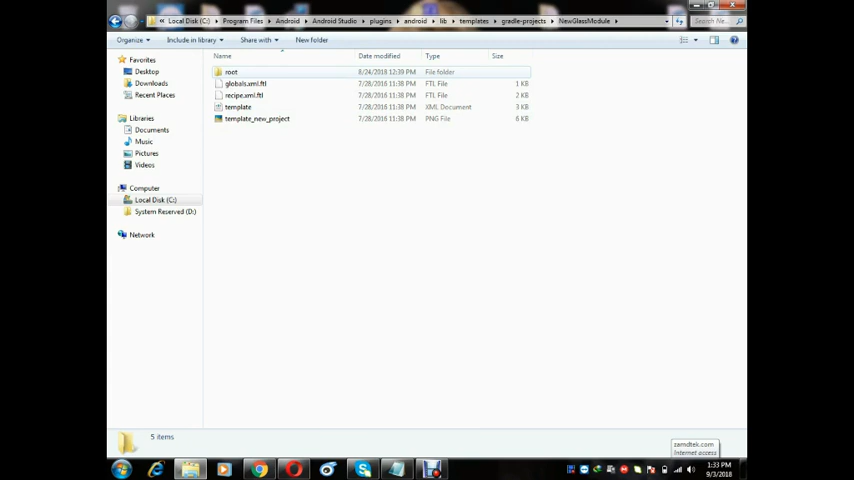 « Local Disk (C:) ▸ Program Files ▸ Android ▸ Android Studio ▸ plugins ▸ android ▸ lib ▸ templates ▸ gradle-projects ▸ NewGlassModule ▸
Search Ne...
Organize ▾ Include in library ▾ Share with ▾ New folder
Name Date modified Type Size
Favorites
Desktop
Downloads
Recent Places
Libraries
Documents
Music
Pictures
Videos
Computer
Local Disk (C:)
System Reserved (D:)
Network
root 8/24/2018 12:39 PM File folder
globals.xml.ftl 7/28/2016 11:38 PM FTL File 1 KB
recipe.xml.ftl 7/28/2016 11:38 PM FTL File 2 KB
template 7/28/2016 11:38 PM XML Document 3 KB
template_new_project 7/28/2016 11:38 PM PNG File 6 KB
5 items
zamdtek.com
Internet access
1:33 PM
9/3/2018